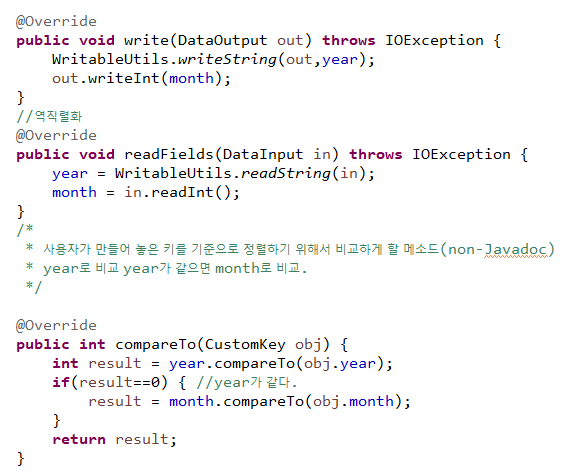 @Override
public void write(DataOutput out) throws IOException {
    WritableUtils.writeString(out,year);
    out.writeInt(month);
}
//역직렬화
@Override
public void readFields(DataInput in) throws IOException {
    year = WritableUtils.readString(in);
    month = in.readInt();
}
/*
 * 사용자가 만들어 놓은 키를 기준으로 정렬하기 위해서 비교하게 할 메소드(non-Javadoc)
 * year로 비교 year가 같으면 month로 비교.
 */
@Override
public int compareTo(CustomKey obj) {
    int result = year.compareTo(obj.year);
    if(result==0) { //year가 같다.
        result = month.compareTo(obj.month);
    }
    return result;
}